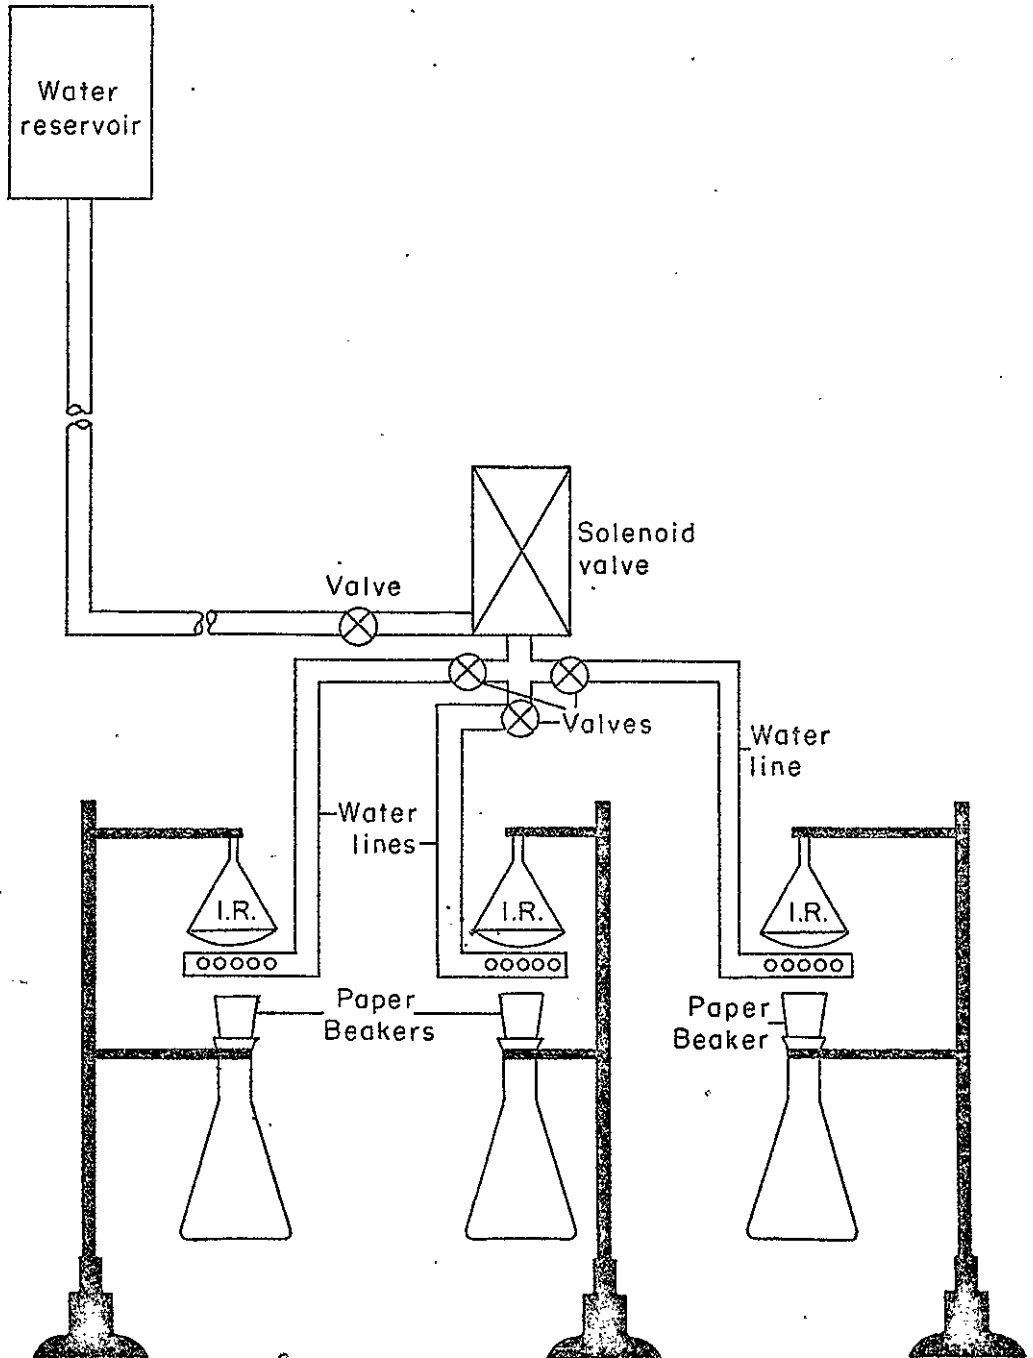 Water
reservoir
Solenoid
valve
Valve
Valves
Water
line
Water
lines
I.R.
I.R.
I.R.
Paper
Beakers
Paper
Beaker